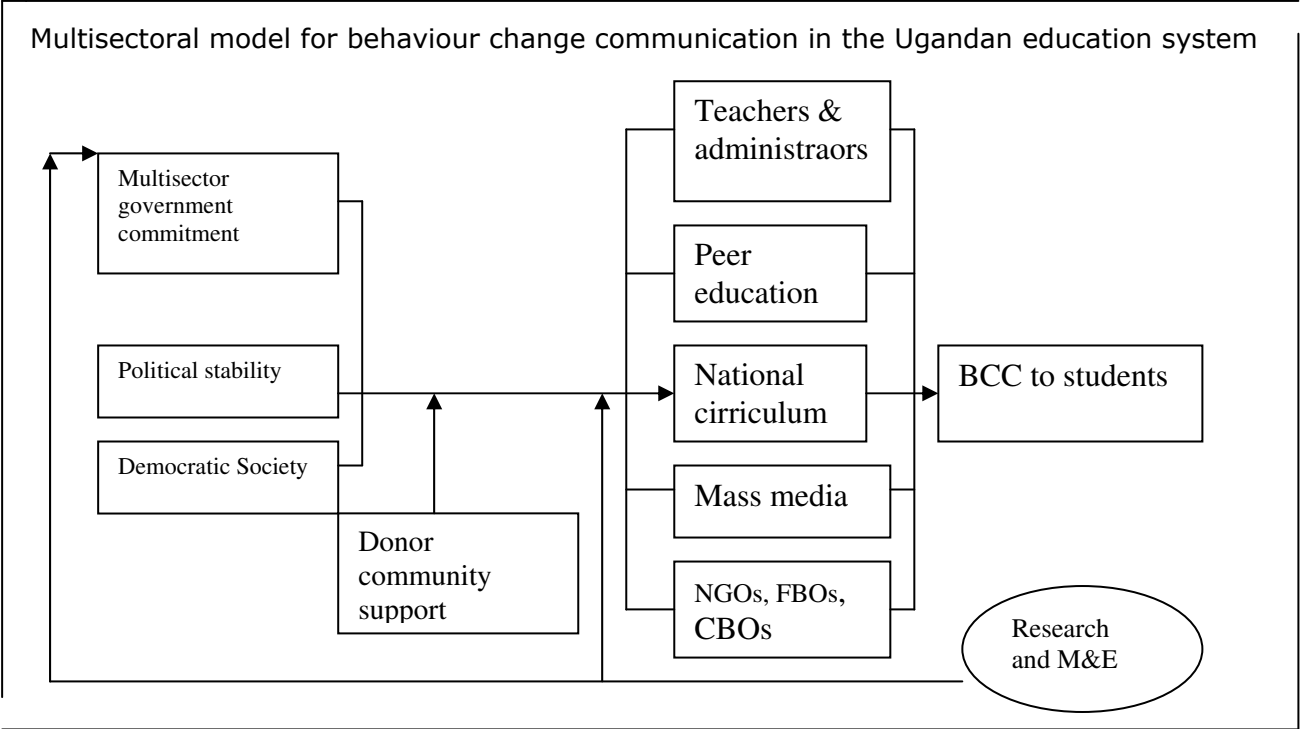 Multisectoral model for behaviour change communication in the Ugandan education system
Multisector
government
commitment
Political stability
Democratic Society
Donor
community
support
Teachers &
administraors
Peer
education
National
cirriculum
Mass media
NGOs, FBOs,
CBOs
BCC to students
Research
and M&E